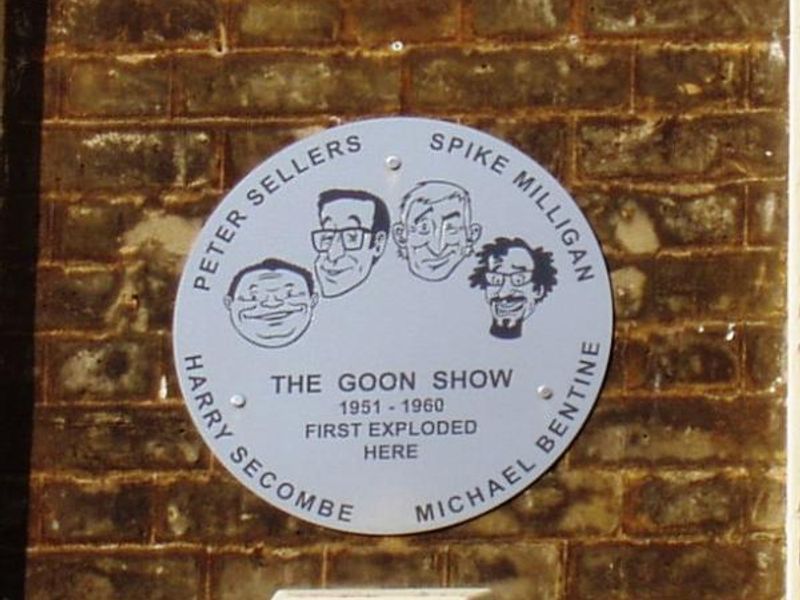 PETER SELLERS
SPIKE MILLIGAN
THE GOON SHOW
1951 - 1960
FIRST EXPLODED
HERE
HARRY SECOMBE
MICHAEL BENTINE